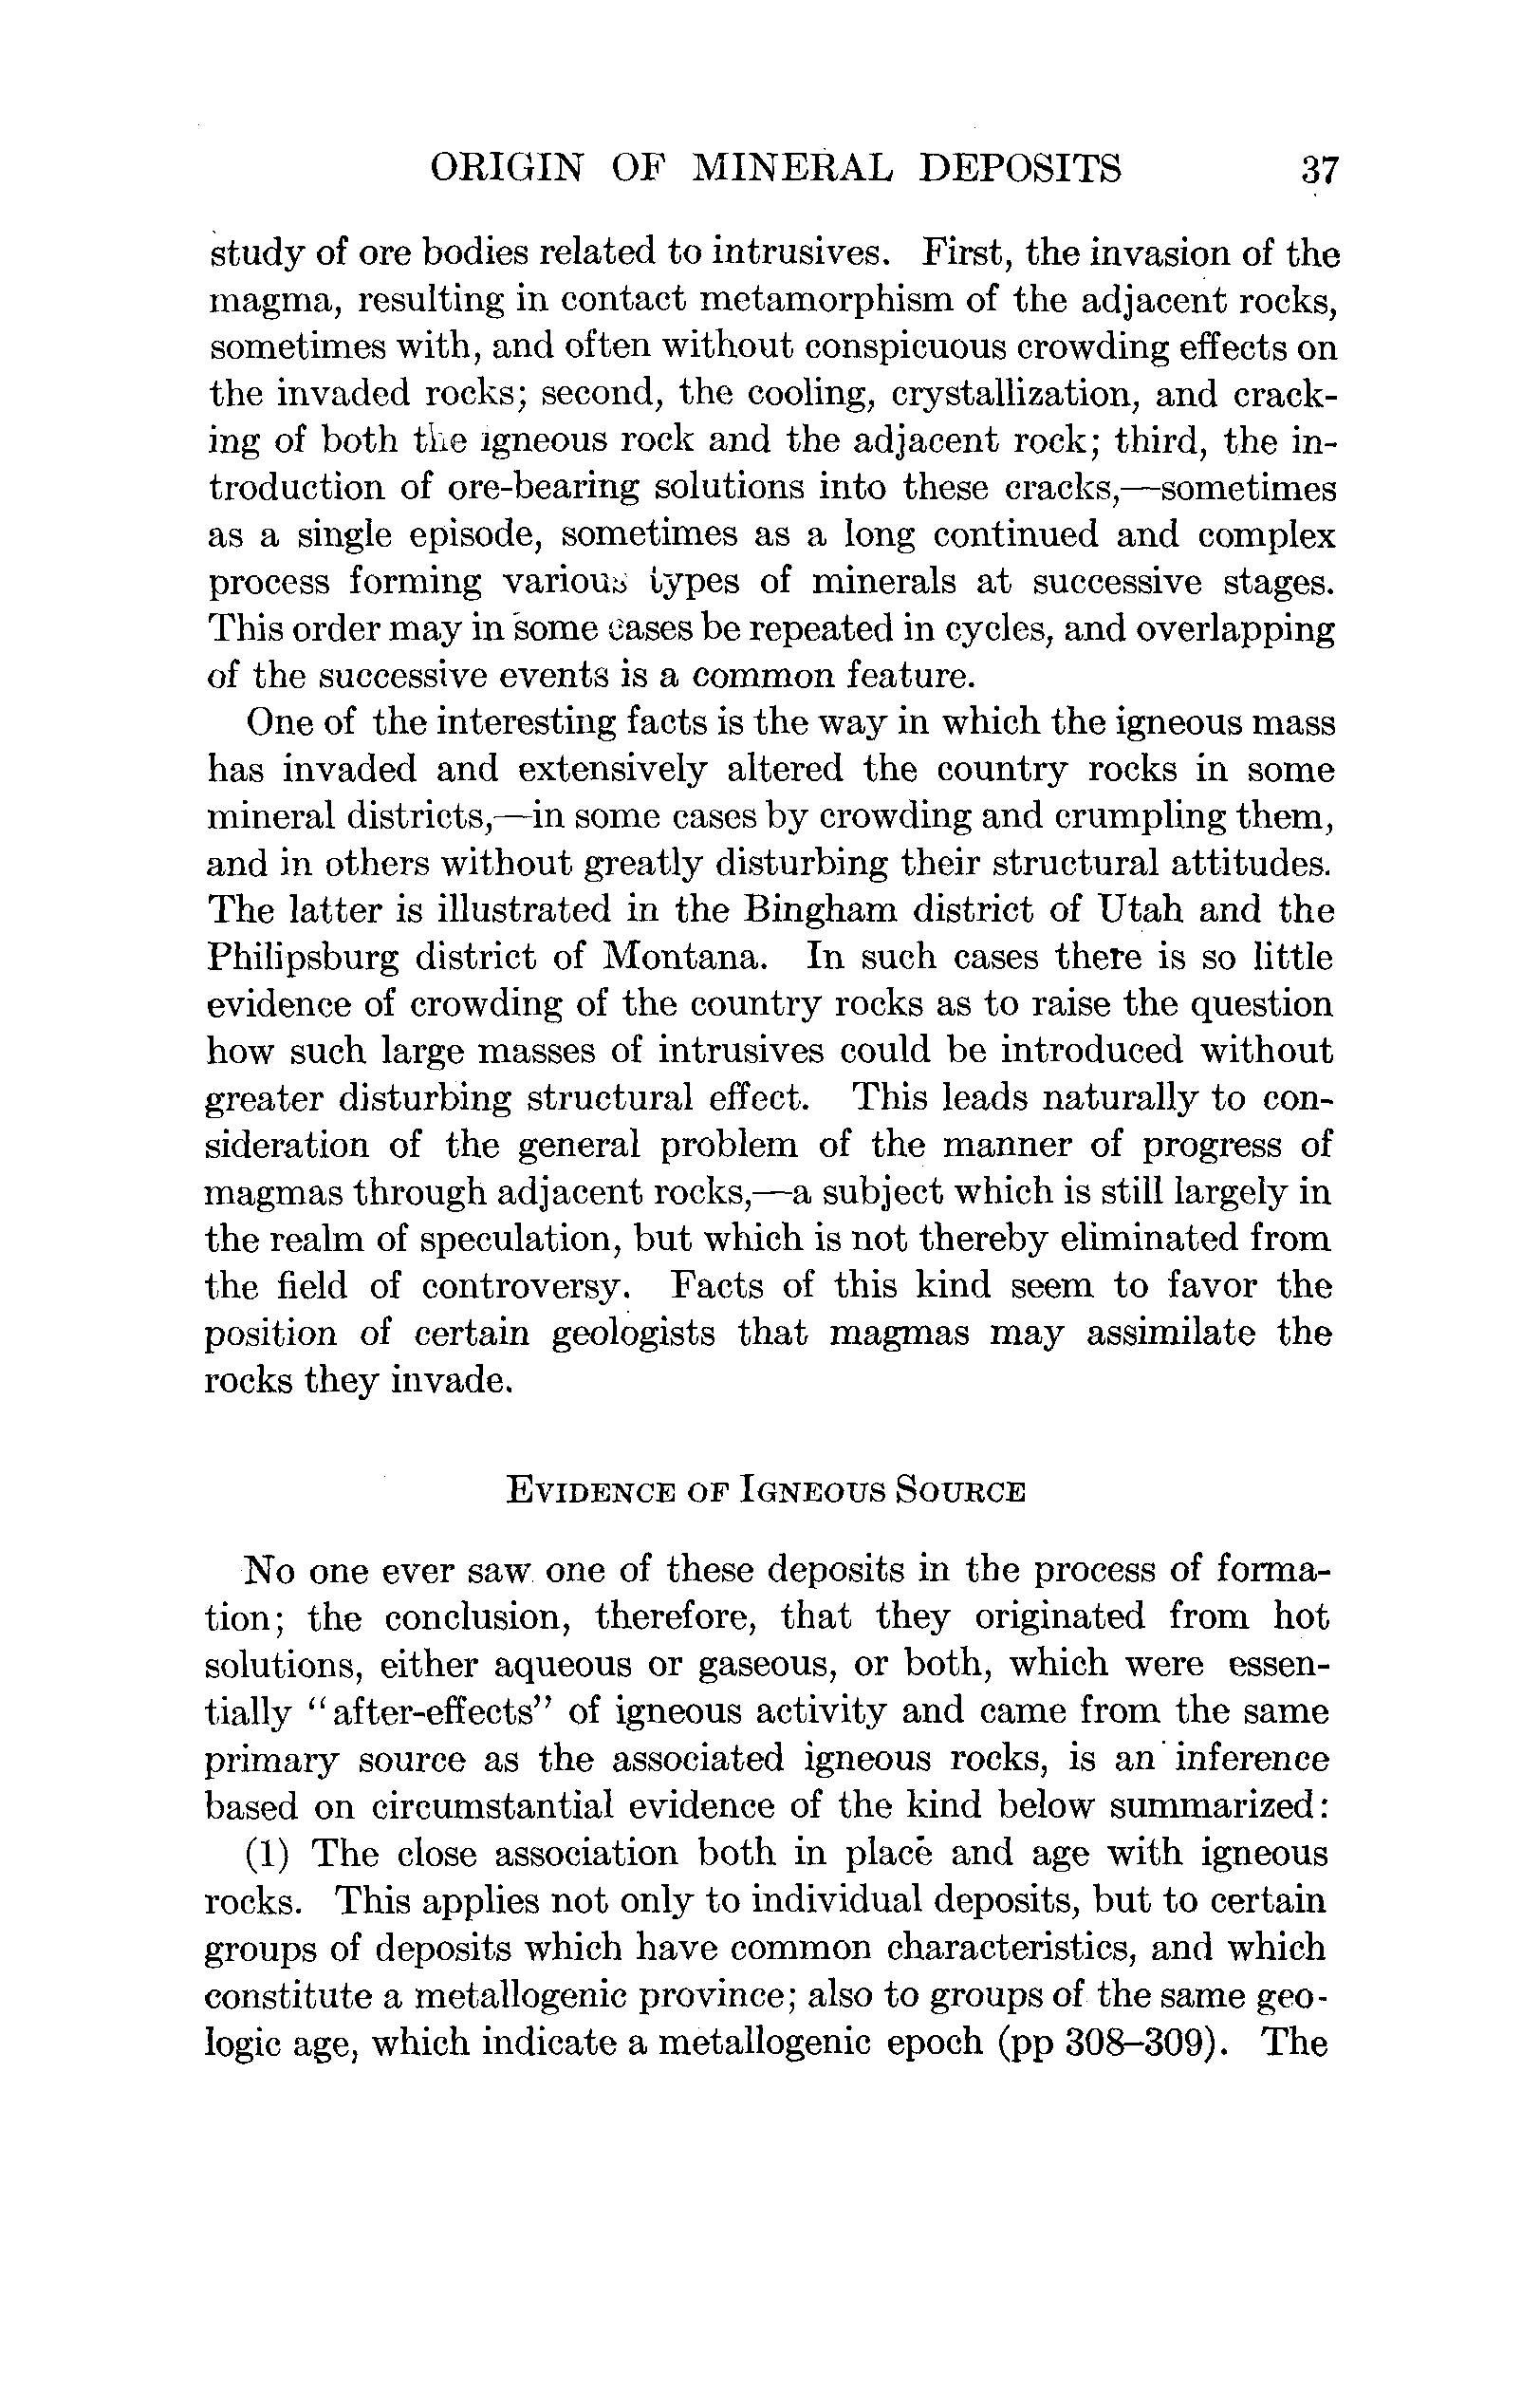 ORIGIN OF MINERAL DEPOSITS 37
study of ore bodies related to intrusives. First, the invasion of the
magma, resulting in contact metamorphism of the adjacent rocks,
sometimes with, and often without conspicuous crowding effects on
the invaded rocks; second, the cooling, crystallization, and crack-
ing of both the igneous rock and the adjacent rock; third, the in-
troduction of ore-bearing solutions into these cracks,—sometimes
as a single episode, sometimes as a long continued and complex
process forming various types of minerals at successive stages.
This order may in some cases be repeated in cycles, and overlapping
of the successive events is a common feature.
One of the interesting facts is the way in which the igneous mass
has invaded and extensively altered the country rocks in some
mineral districts,—in some cases by crowding and crumpling them,
and in others without greatly disturbing their structural attitudes.
The latter is illustrated in the Bingham district of Utah and the
Philipsburg district of Montana. In such cases there is so little
evidence of crowding of the country rocks as to raise the question
how such large masses of intrusives could be introduced without
greater disturbing structural effect. This leads naturally to con-
sideration of the general problem of the manner of progress of
magmas through adjacent rocks,—a subject which is still largely in
the realm of speculation, but which is not thereby eliminated from
the field of controversy. Facts of this kind seem to favor the
position of certain geologists that magmas may assimilate the
rocks they invade.
EVIDENCE OF IGNEOUS SOURCE
No one ever saw one of these deposits in the process of forma-
tion; the conclusion, therefore, that they originated from hot
solutions, either aqueous or gaseous, or both, which were essen-
tially “after-effects” of igneous activity and came from the same
primary source as the associated igneous rocks, is an inference
based on circumstantial evidence of the kind below summarized:
(1) The close association both in place and age with igneous
rocks. This applies not only to individual deposits, but to certain
groups of deposits which have common characteristics, and which
constitute a metallogenic province; also to groups of the same geo-
logic age, which indicate a metallogenic epoch (pp 308–309). The